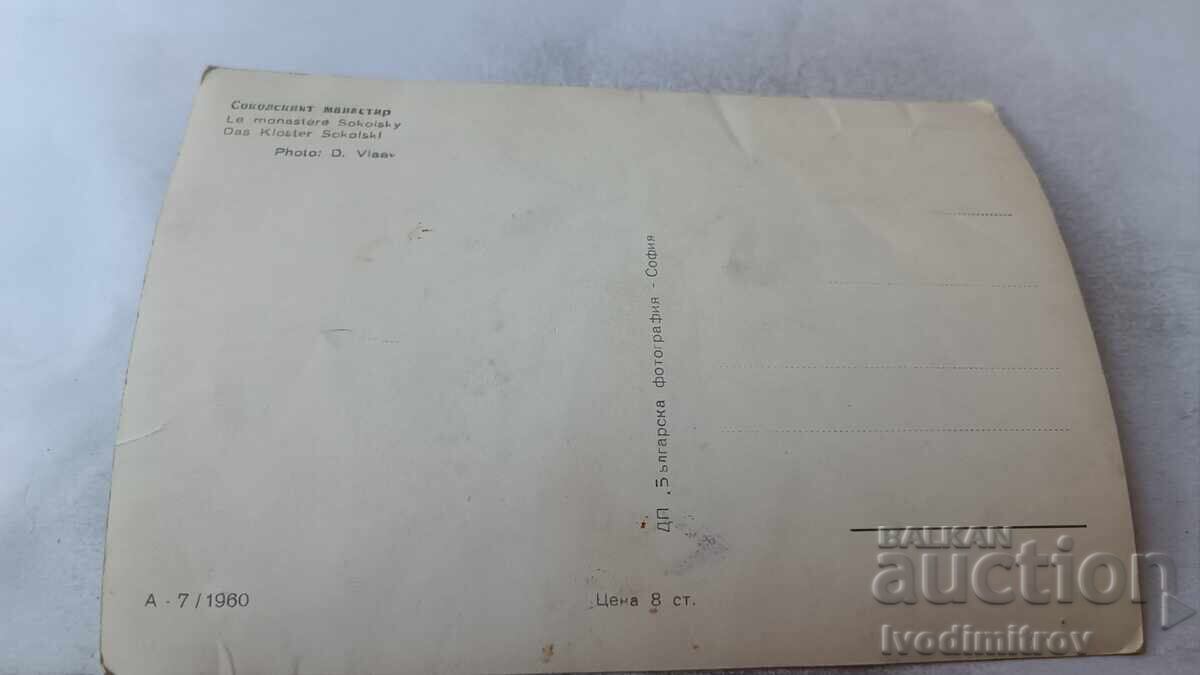 Соколският манастир
Le monastère Sokolsky
Das Kloster Sokolski
Photo: D. Vlaev
ДП „Българска фотография - София
А - 7 / 1960
Цена 8 ст.
BALKAN
auction
Ivodimitrov